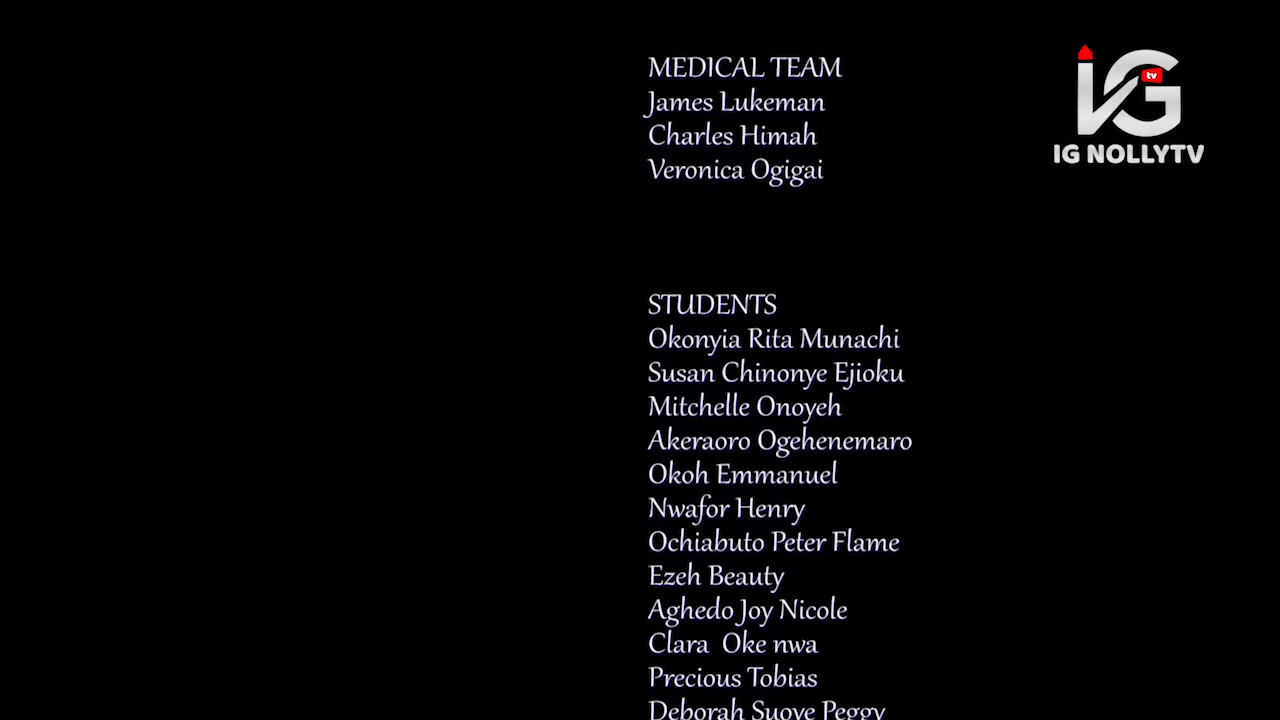 MEDICAL TEAM
James Lukeman
Charles Himah
Veronica Ogigai
tv
IG
IG NOLLYTV
STUDENTS
Okonyia Rita Munachi
Susan Chinonye Ejioku
Mitchelle Onoyeh
Akeraoro Ogehenemaro
Okoh Emmanuel
Nwafor Henry
Ochiabuto Peter Flame
Ezeh Beauty
Aghedo Joy Nicole
Clara  Oke nwa
Precious Tobias
Deborah Suoye Peggy